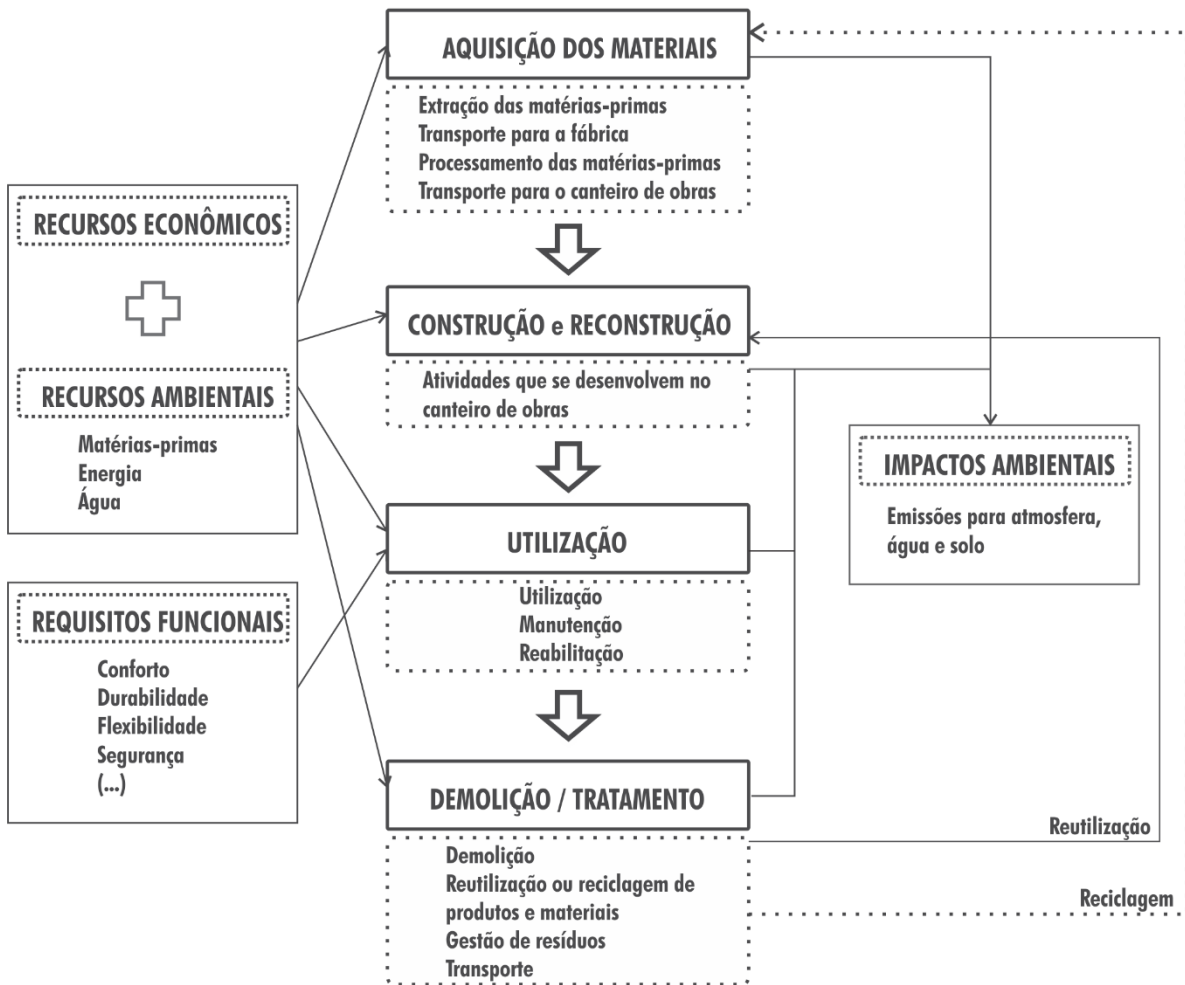 AQUISIÇÃO DOS MATERIAIS
Extração das matérias-primas
Transporte para a fábrica
Processamento das matérias-primas
Transporte para o canteiro de obras
RECURSOS ECONÔMICOS
RECURSOS AMBIENTAIS
Matérias-primas
Energia
Água
CONSTRUÇÃO e RECONSTRUÇÃO
Atividades que se desenvolvem no
canteiro de obras
IMPACTOS AMBIENTAIS
Emissões para atmosfera,
água e solo
UTILIZAÇÃO
Utilização
Manutenção
Reabilitação
REQUISITOS FUNCIONAIS
Conforto
Durabilidade
Flexibilidade
Segurança
(...)
DEMOLIÇÃO / TRATAMENTO
Demolição
Reutilização ou reciclagem de
produtos e materiais
Gestão de resíduos
Transporte
Reutilização
Reciclagem